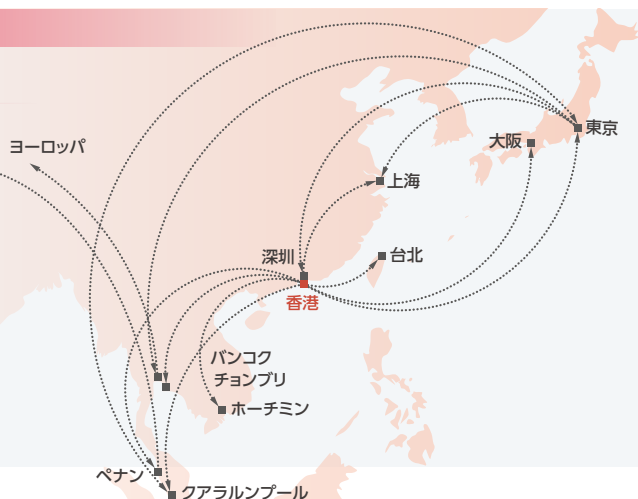 ヨーロッパ
大阪
東京
上海
深圳
台北
香港
バンコク
チョンブリ
ホーチミン
ペナン
クアラルンプール